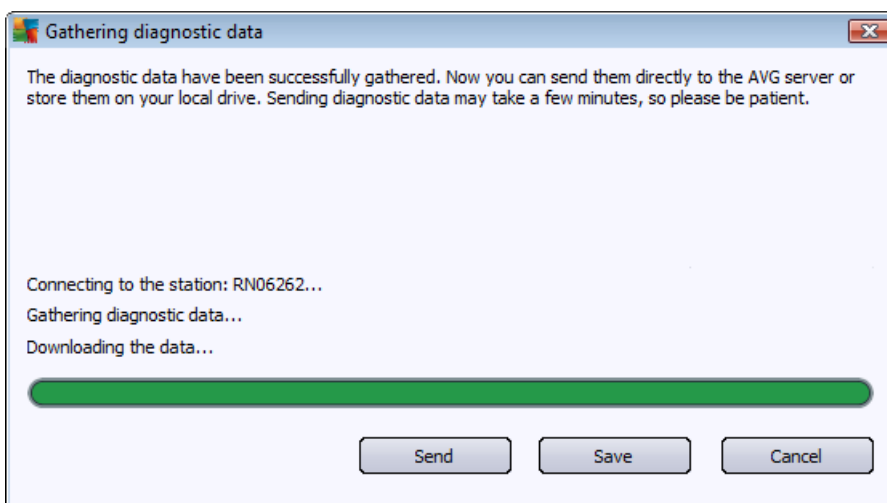 Gathering diagnostic data
The diagnostic data have been successfully gathered. Now you can send them directly to the AVG server or
store them on your local drive. Sending diagnostic data may take a few minutes, so please be patient.
Connecting to the station: RN06262...
Gathering diagnostic data...
Downloading the data...
Send Save Cancel